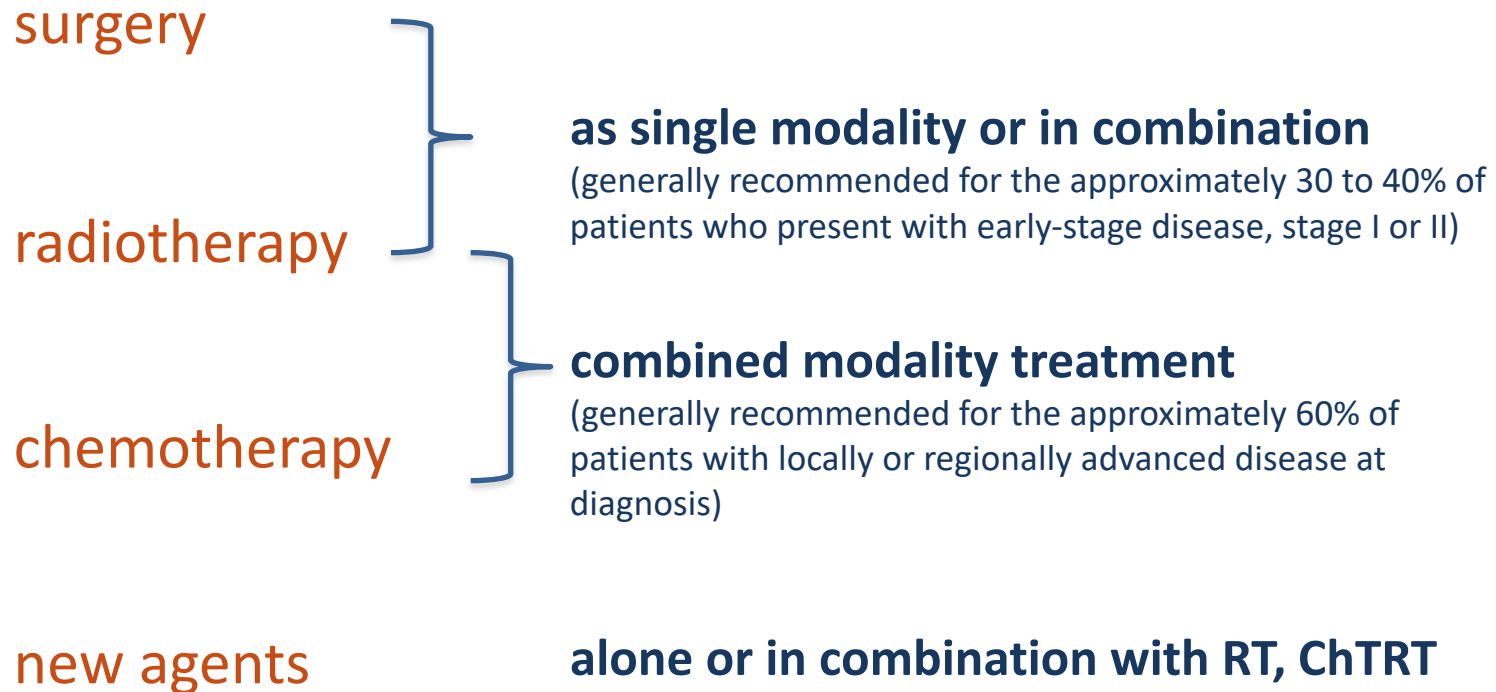 surgery
as single modality or in combination
(generally recommended for the approximately 30 to 40% of
patients who present with early-stage disease, stage I or II)
radiotherapy
combined modality treatment
(generally recommended for the approximately 60% of
patients with locally or regionally advanced disease at
diagnosis)
chemotherapy
new agents
alone or in combination with RT, ChTRT